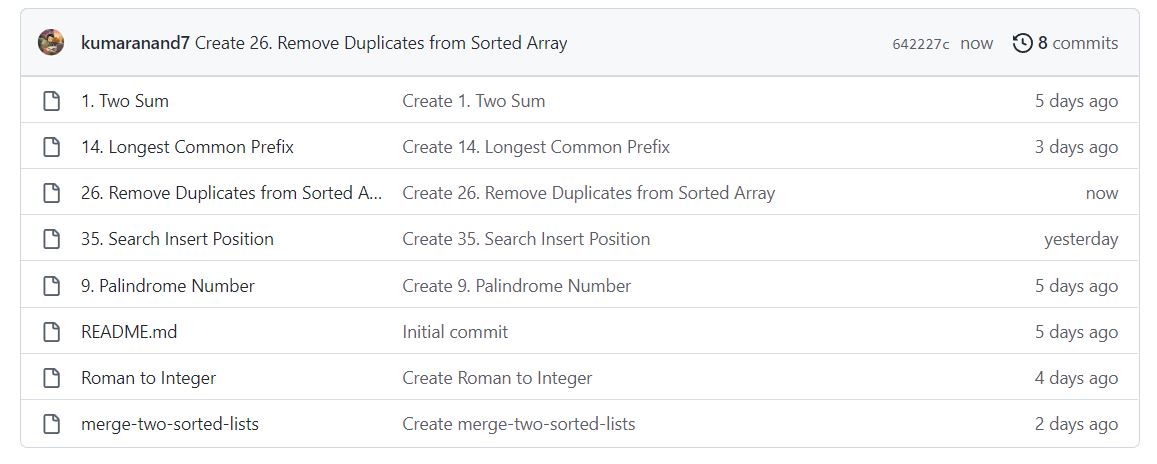 kumaranand7 Create 26. Remove Duplicates from Sorted Array 642227c now 8 commits
1. Two Sum Create 1. Two Sum 5 days ago
14. Longest Common Prefix Create 14. Longest Common Prefix 3 days ago
26. Remove Duplicates from Sorted A... Create 26. Remove Duplicates from Sorted Array now
35. Search Insert Position Create 35. Search Insert Position yesterday
9. Palindrome Number Create 9. Palindrome Number 5 days ago
README.md Initial commit 5 days ago
Roman to Integer Create Roman to Integer 4 days ago
merge-two-sorted-lists Create merge-two-sorted-lists 2 days ago